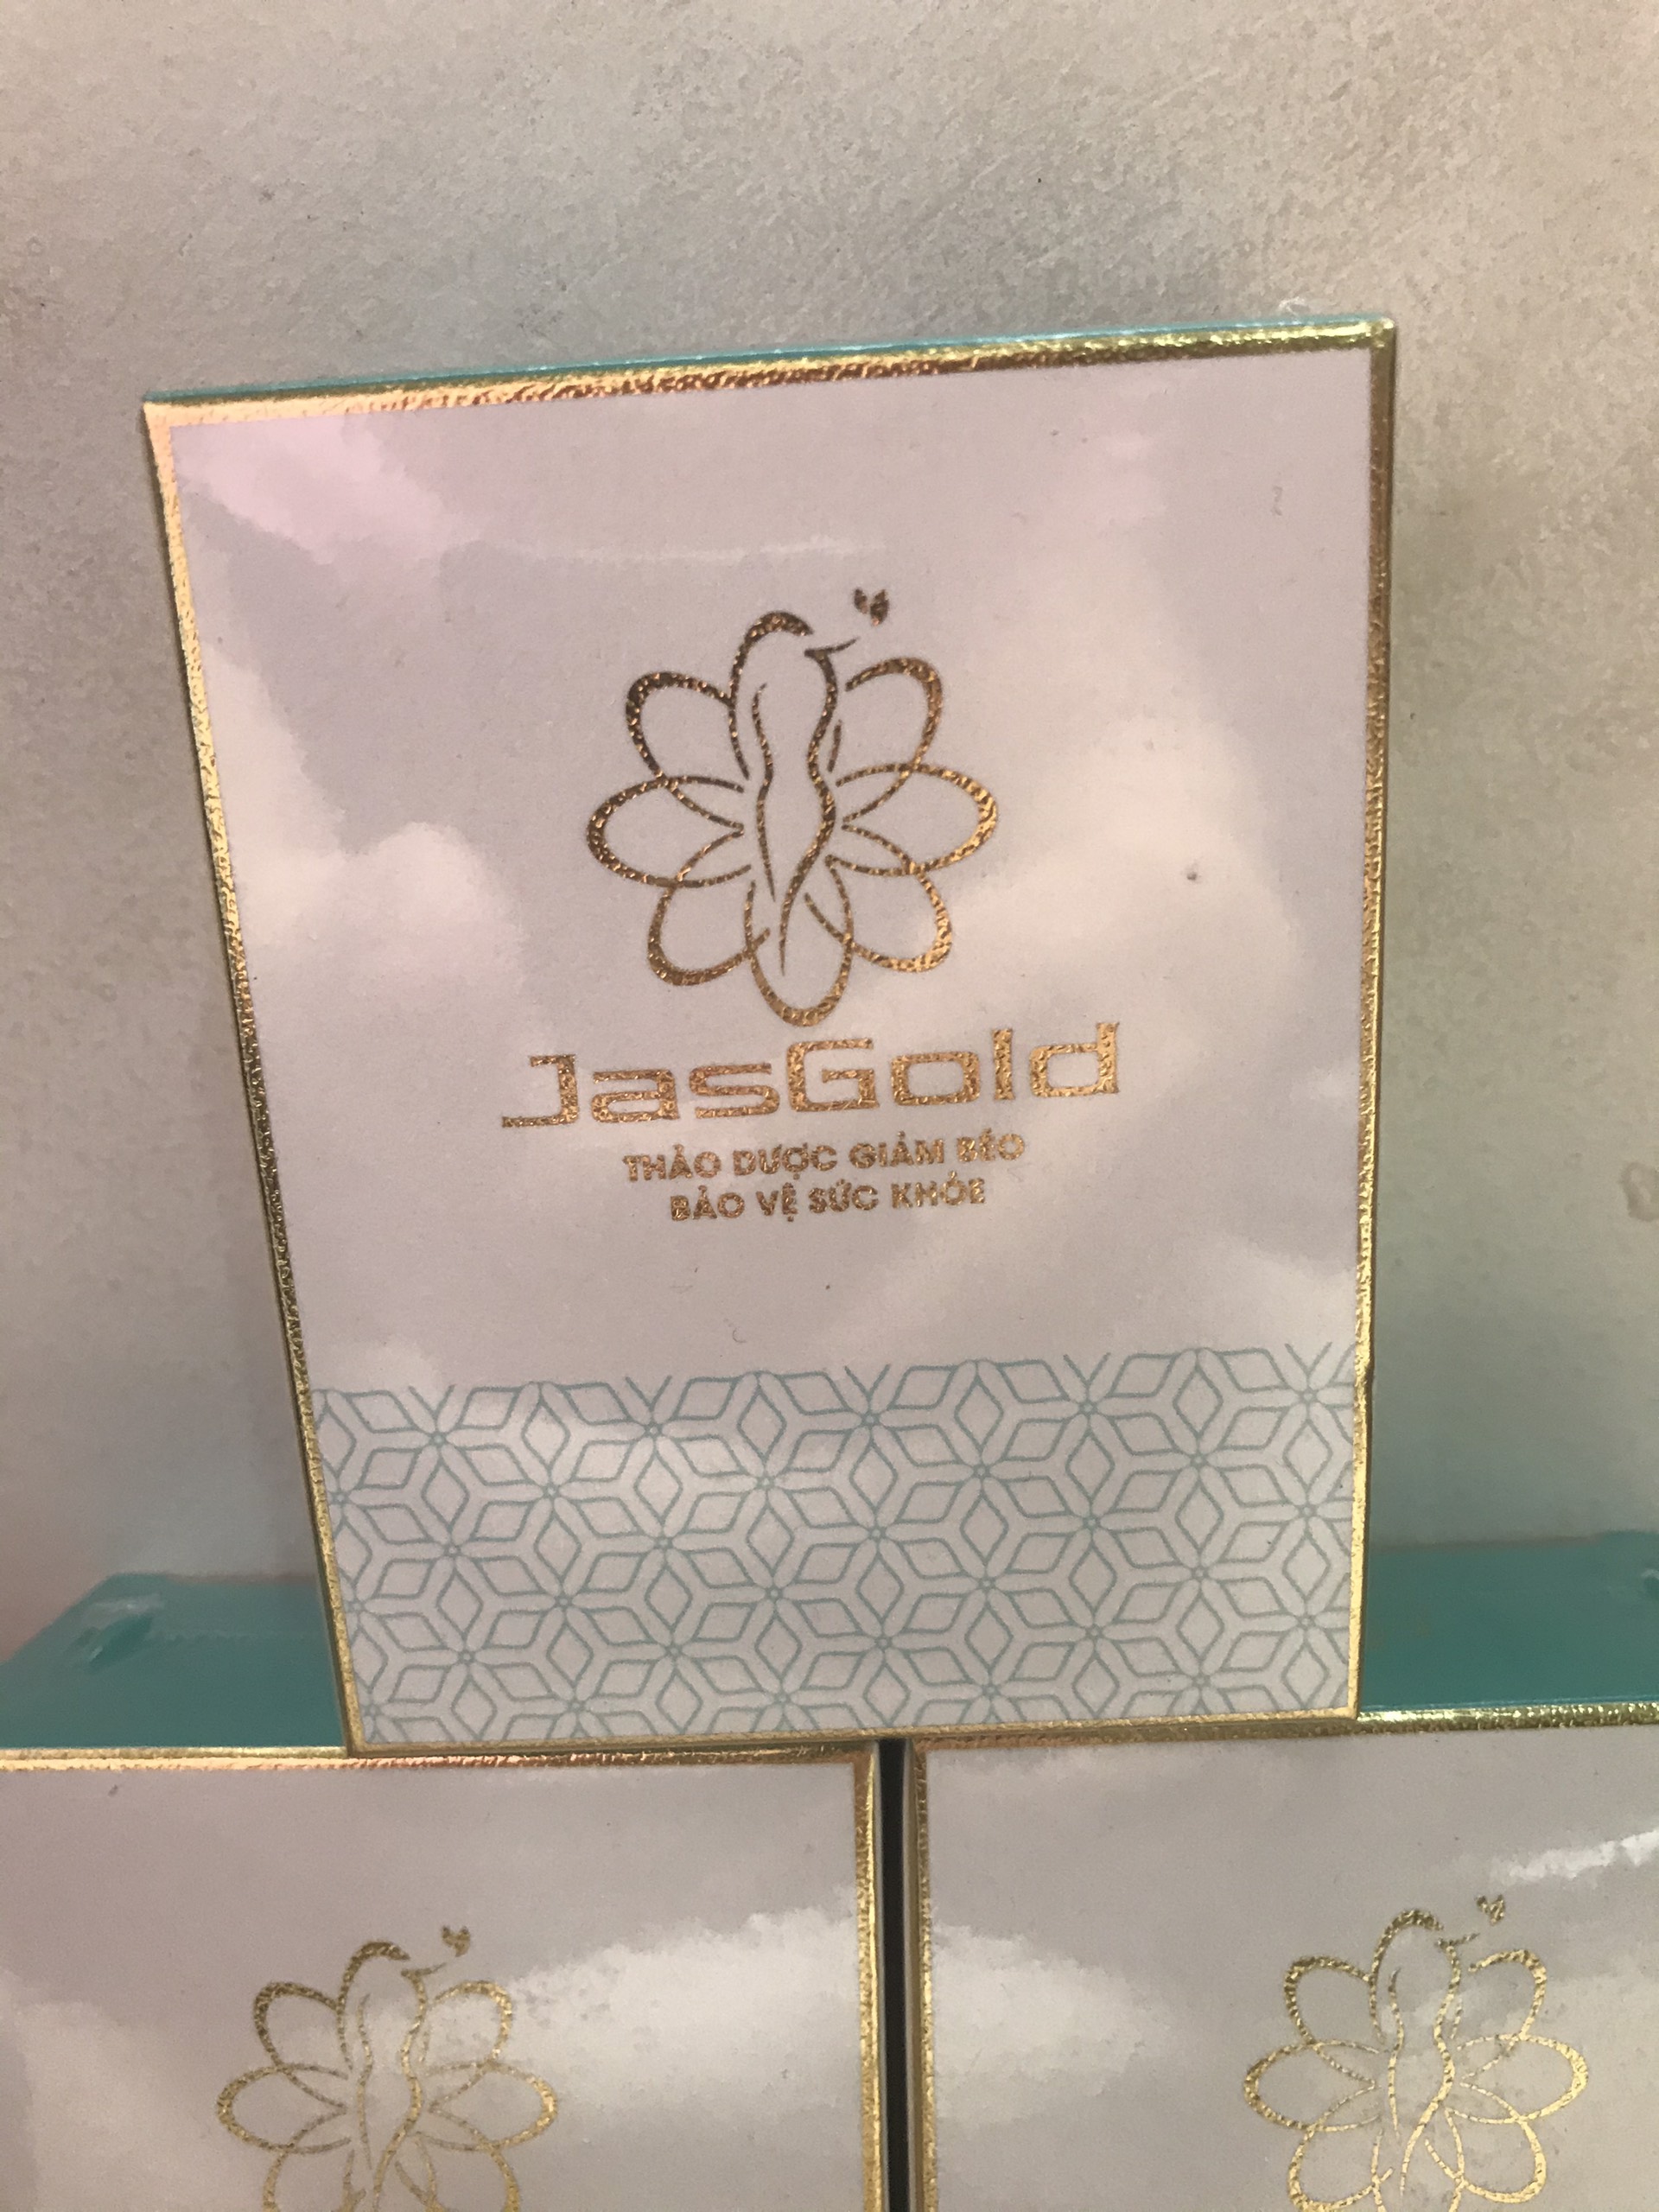 JasGold
THẢO DƯỢC GIẢM BÉO
BẢO VỆ SỨC KHỎE